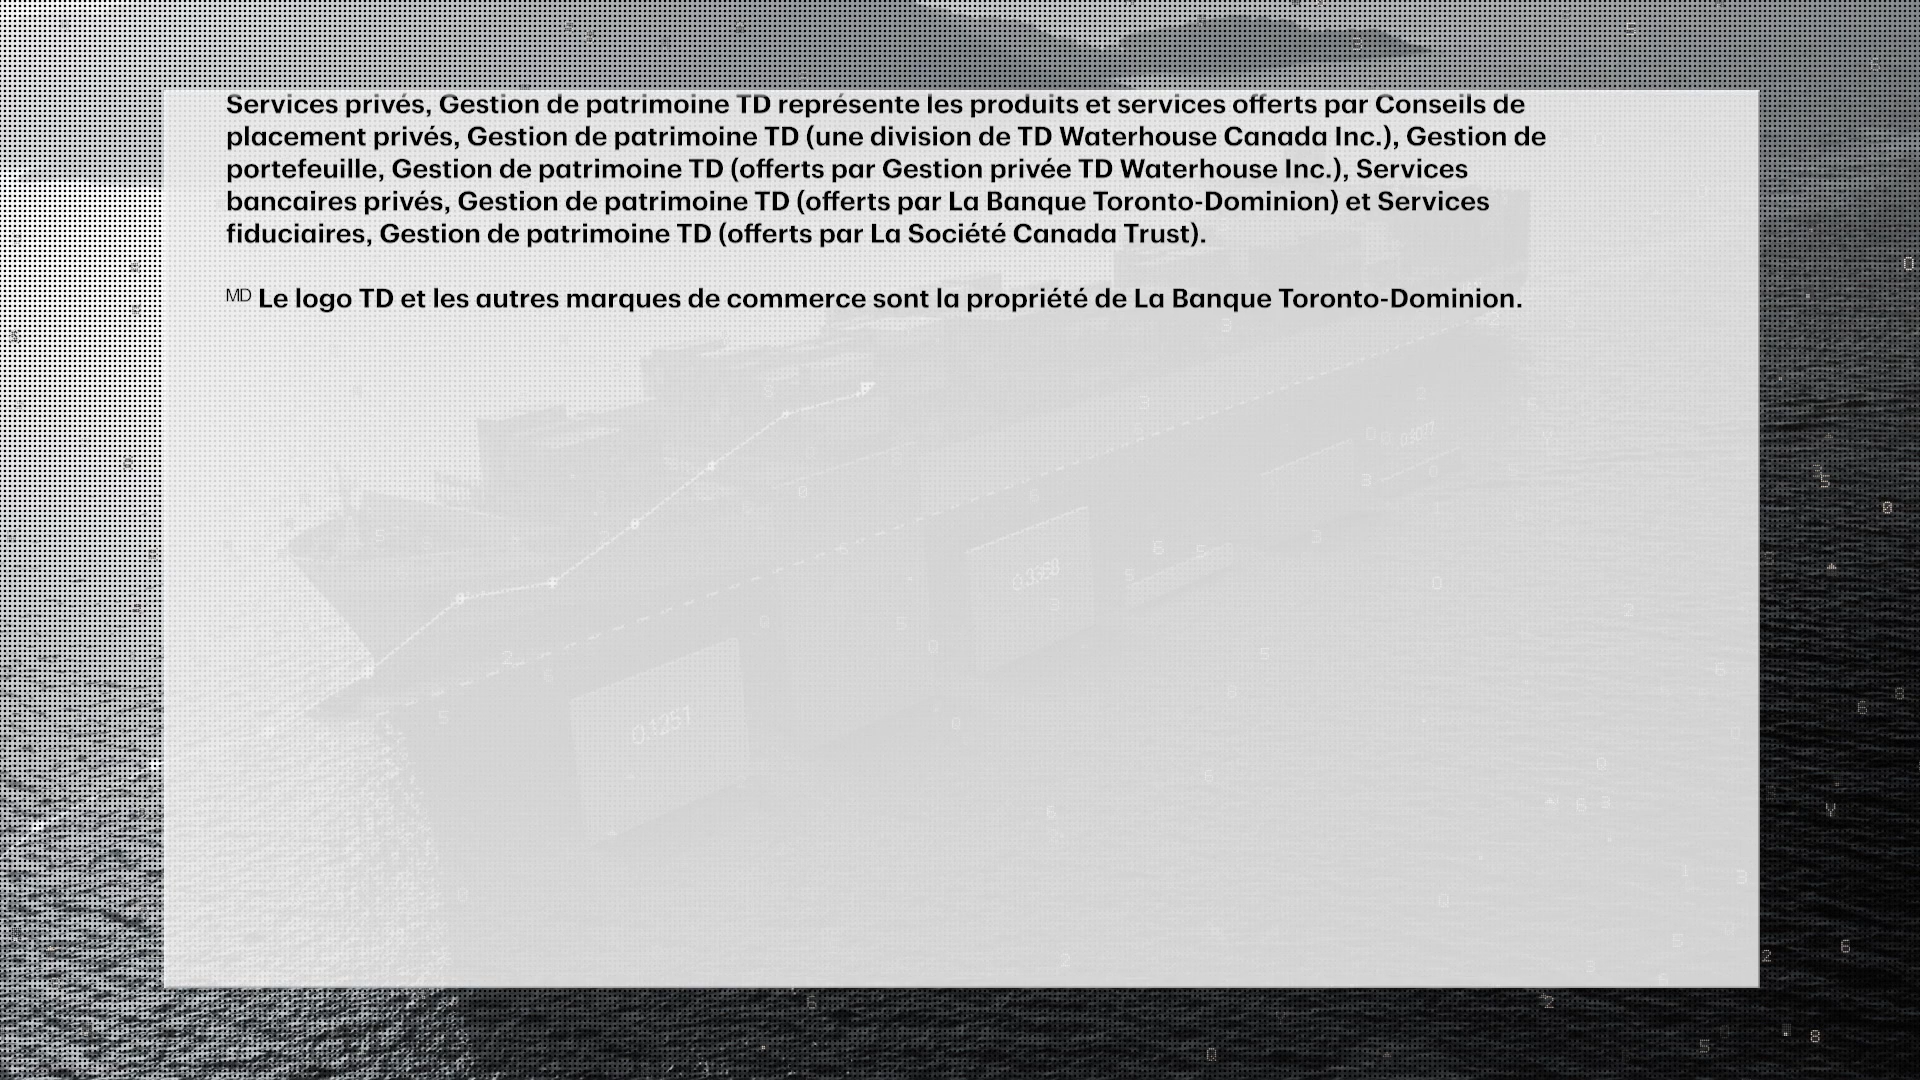 Services privés, Gestion de patrimoine TD représente les produits et services offerts par Conseils de
placement privés, Gestion de patrimoine TD (une division de TD Waterhouse Canada Inc.), Gestion de
portefeuille, Gestion de patrimoine TD (offerts par Gestion privée TD Waterhouse Inc.), Services
bancaires privés, Gestion de patrimoine TD (offerts par La Banque Toronto-Dominion) et Services
fiduciaires, Gestion de patrimoine TD (offerts par La Société Canada Trust).
MD Le logo TD et les autres marques de commerce sont la propriété de La Banque Toronto-Dominion.
0.3368
0.1251